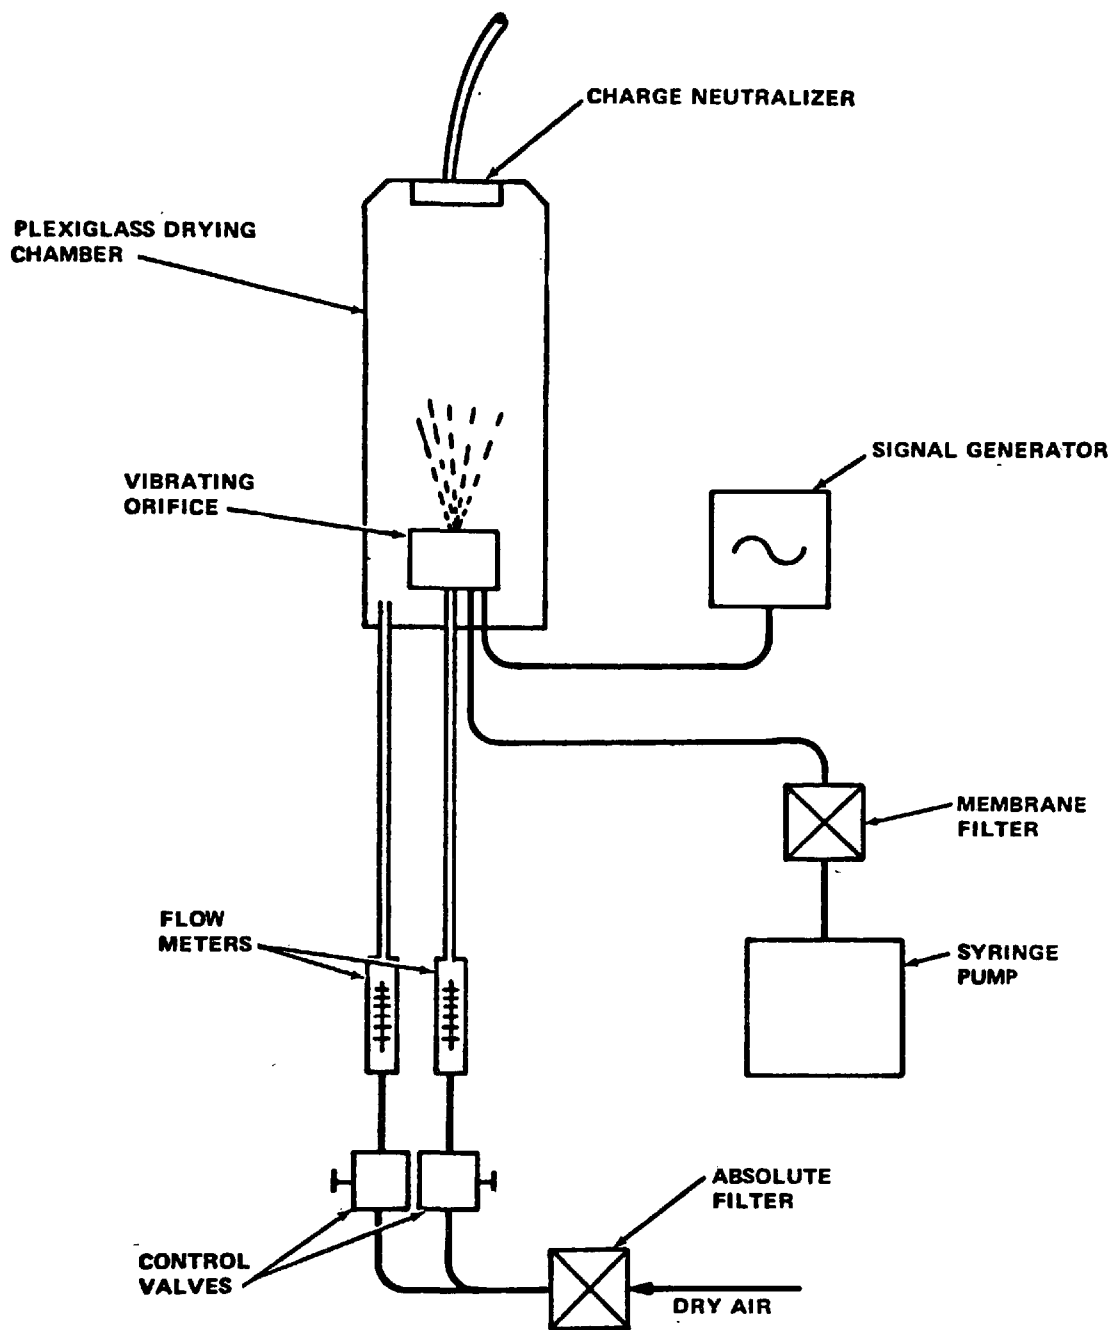 CHARGE NEUTRALIZER
PLEXIGLASS DRYING
CHAMBER
SIGNAL GENERATOR
VIBRATING
ORIFICE
MEMBRANE
FILTER
FLOW
METERS
SYRINGE
PUMP
ABSOLUTE
FILTER
CONTROL
VALVES
DRY AIR